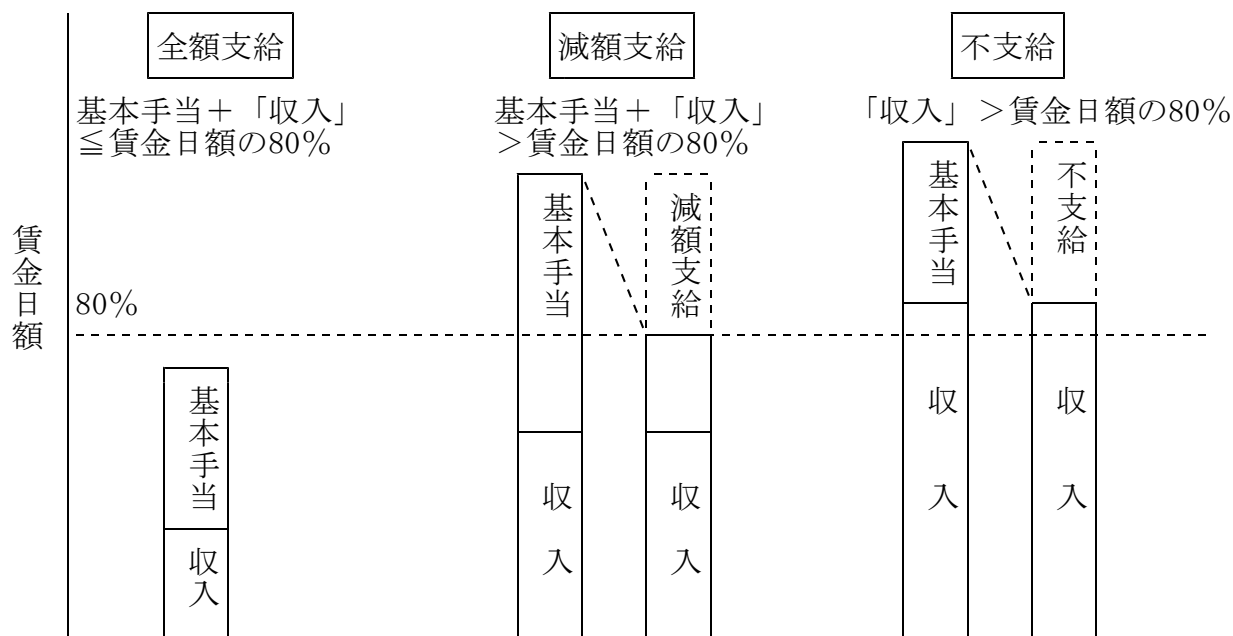 全額支給
減額支給
不支給
基本手当＋「収入」
≦賃金日額の80％
基本手当＋「収入」
＞賃金日額の80％
「収入」＞賃金日額の80％
賃金日額
80％
基本手当
収入
基本手当
収入
減額支給
収入
基本手当
収入
不支給
収入